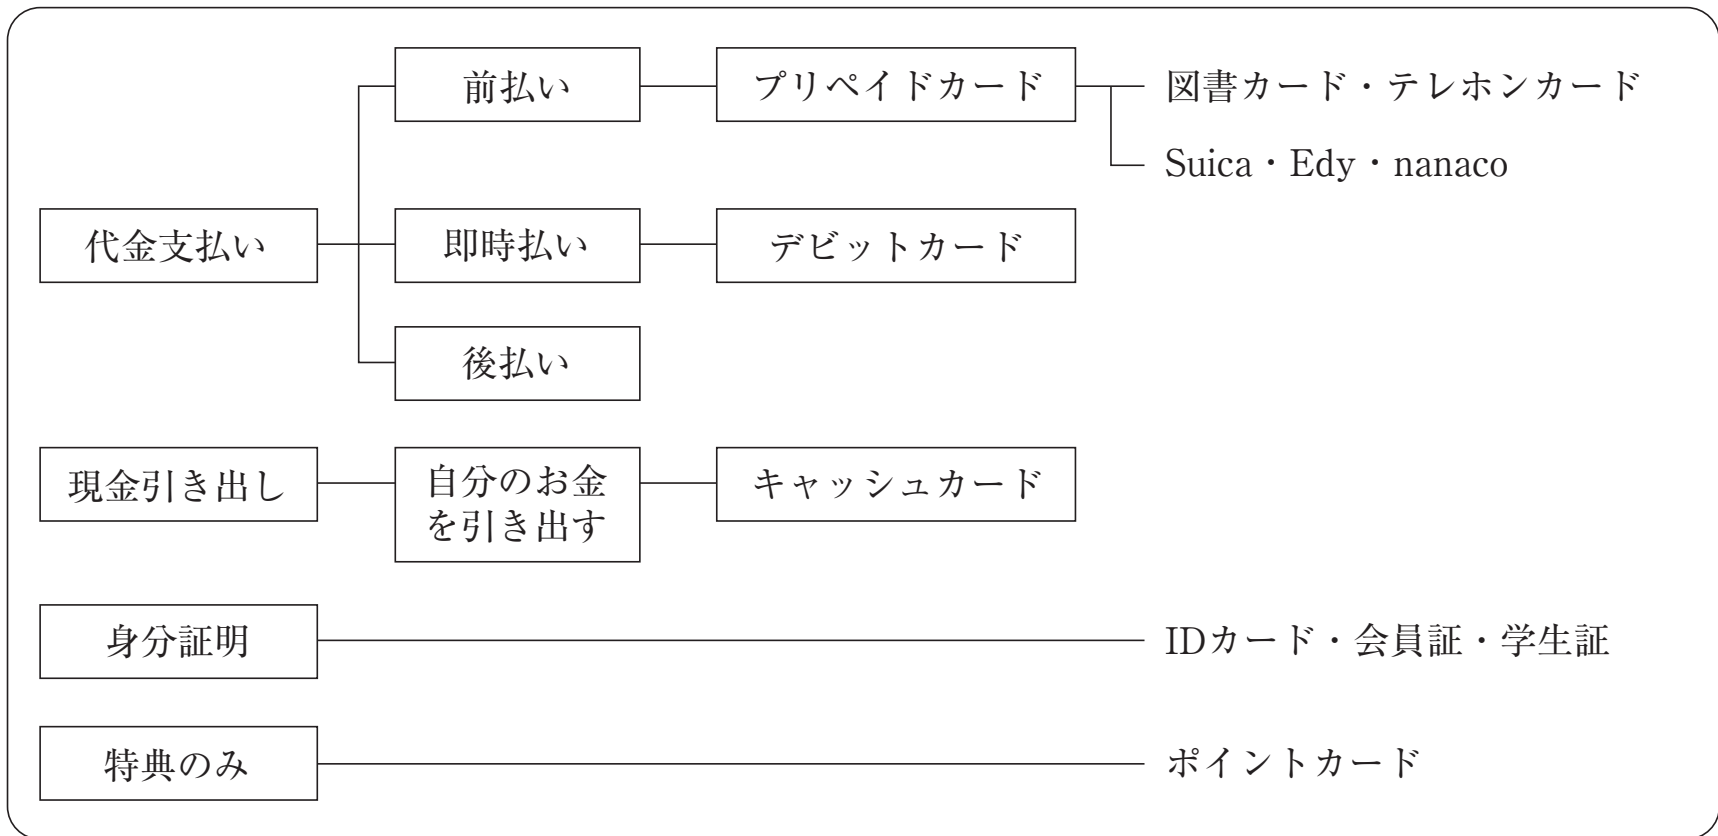 前払い
プリペイドカード
図書カード・テレホンカード
Suica・Edy・nanaco
代金支払い
即時払い
デビットカード
後払い
現金引き出し
自分のお金
を引き出す
キャッシュカード
身分証明
IDカード・会員証・学生証
特典のみ
ポイントカード